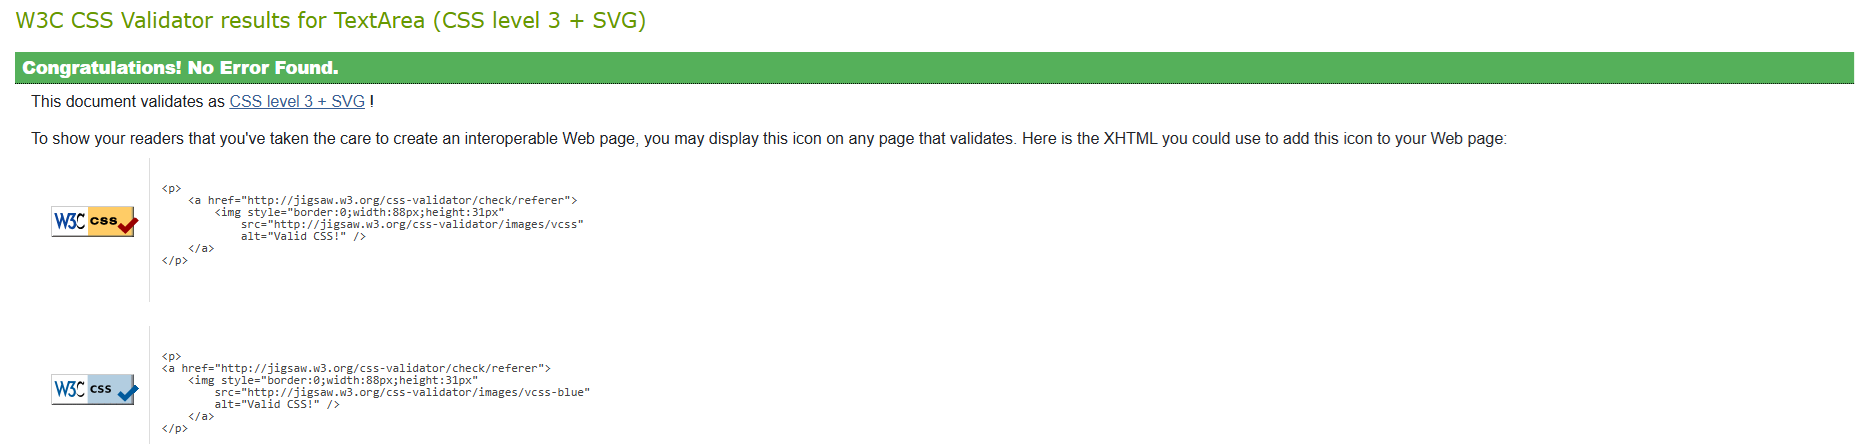 W3C CSS Validator results for TextArea (CSS level 3 + SVG)
Congratulations! No Error Found.
This document validates as CSS level 3 + SVG !
To show your readers that you've taken the care to create an interoperable Web page, you may display this icon on any page that validates. Here is the XHTML you could use to add this icon to your Web page:
W3C css
<p>
    <a href="http://jigsaw.w3.org/css-validator/check/referer">
        <img style="border:0;width:88px;height:31px"
            src="http://jigsaw.w3.org/css-validator/images/vcss"
            alt="Valid CSS!" />
    </a>
</p>
W3C css
<p>
<a href="http://jigsaw.w3.org/css-validator/check/referer">
    <img style="border:0;width:88px;height:31px"
        src="http://jigsaw.w3.org/css-validator/images/vcss-blue"
        alt="Valid CSS!" />
    </a>
</p>